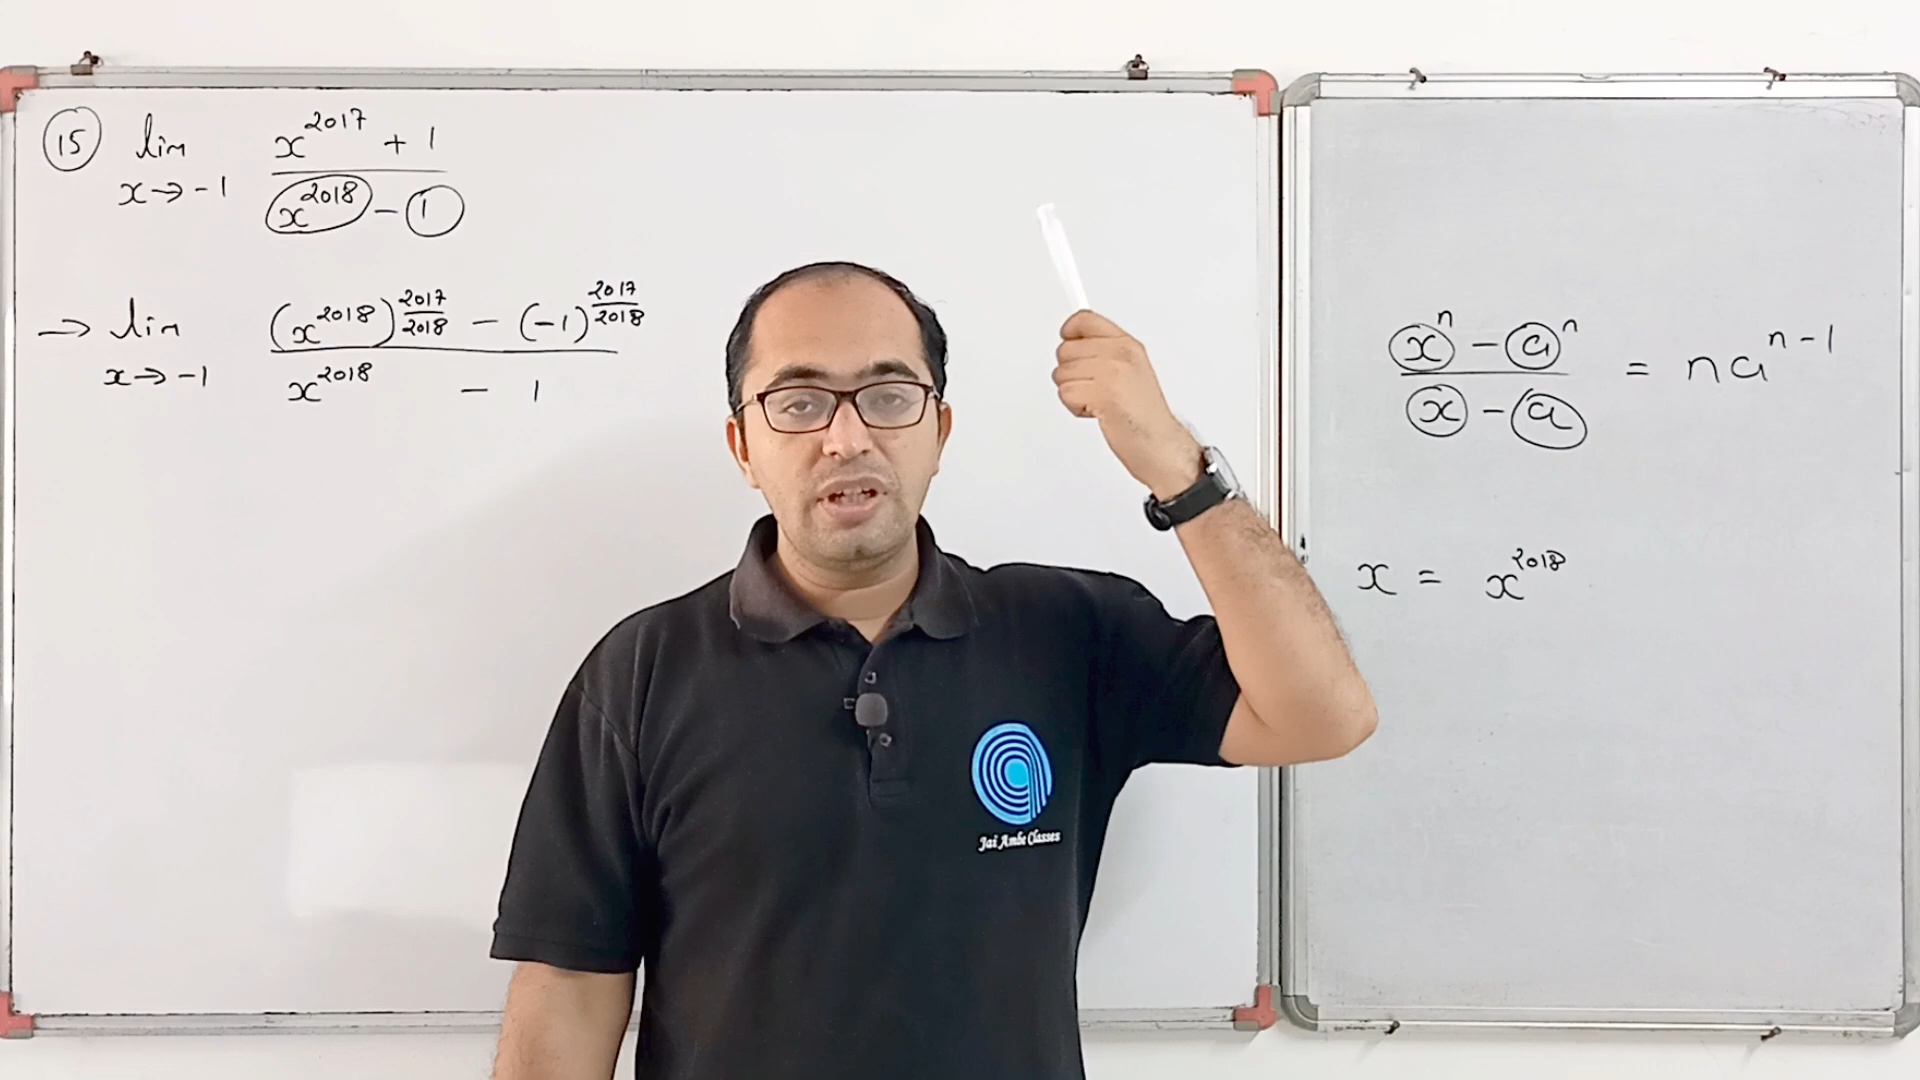 15 lim x→-1 (x^2017 + 1)/(x^2018 - 1)
→ lim x→-1 ((x^2018)^(2017/2018) - (-1)^(2017/2018))/(x^2018 - 1)
(x^n - a^n)/(x - a) = na^(n-1)
x = x^2018
Jai Ambe Classes